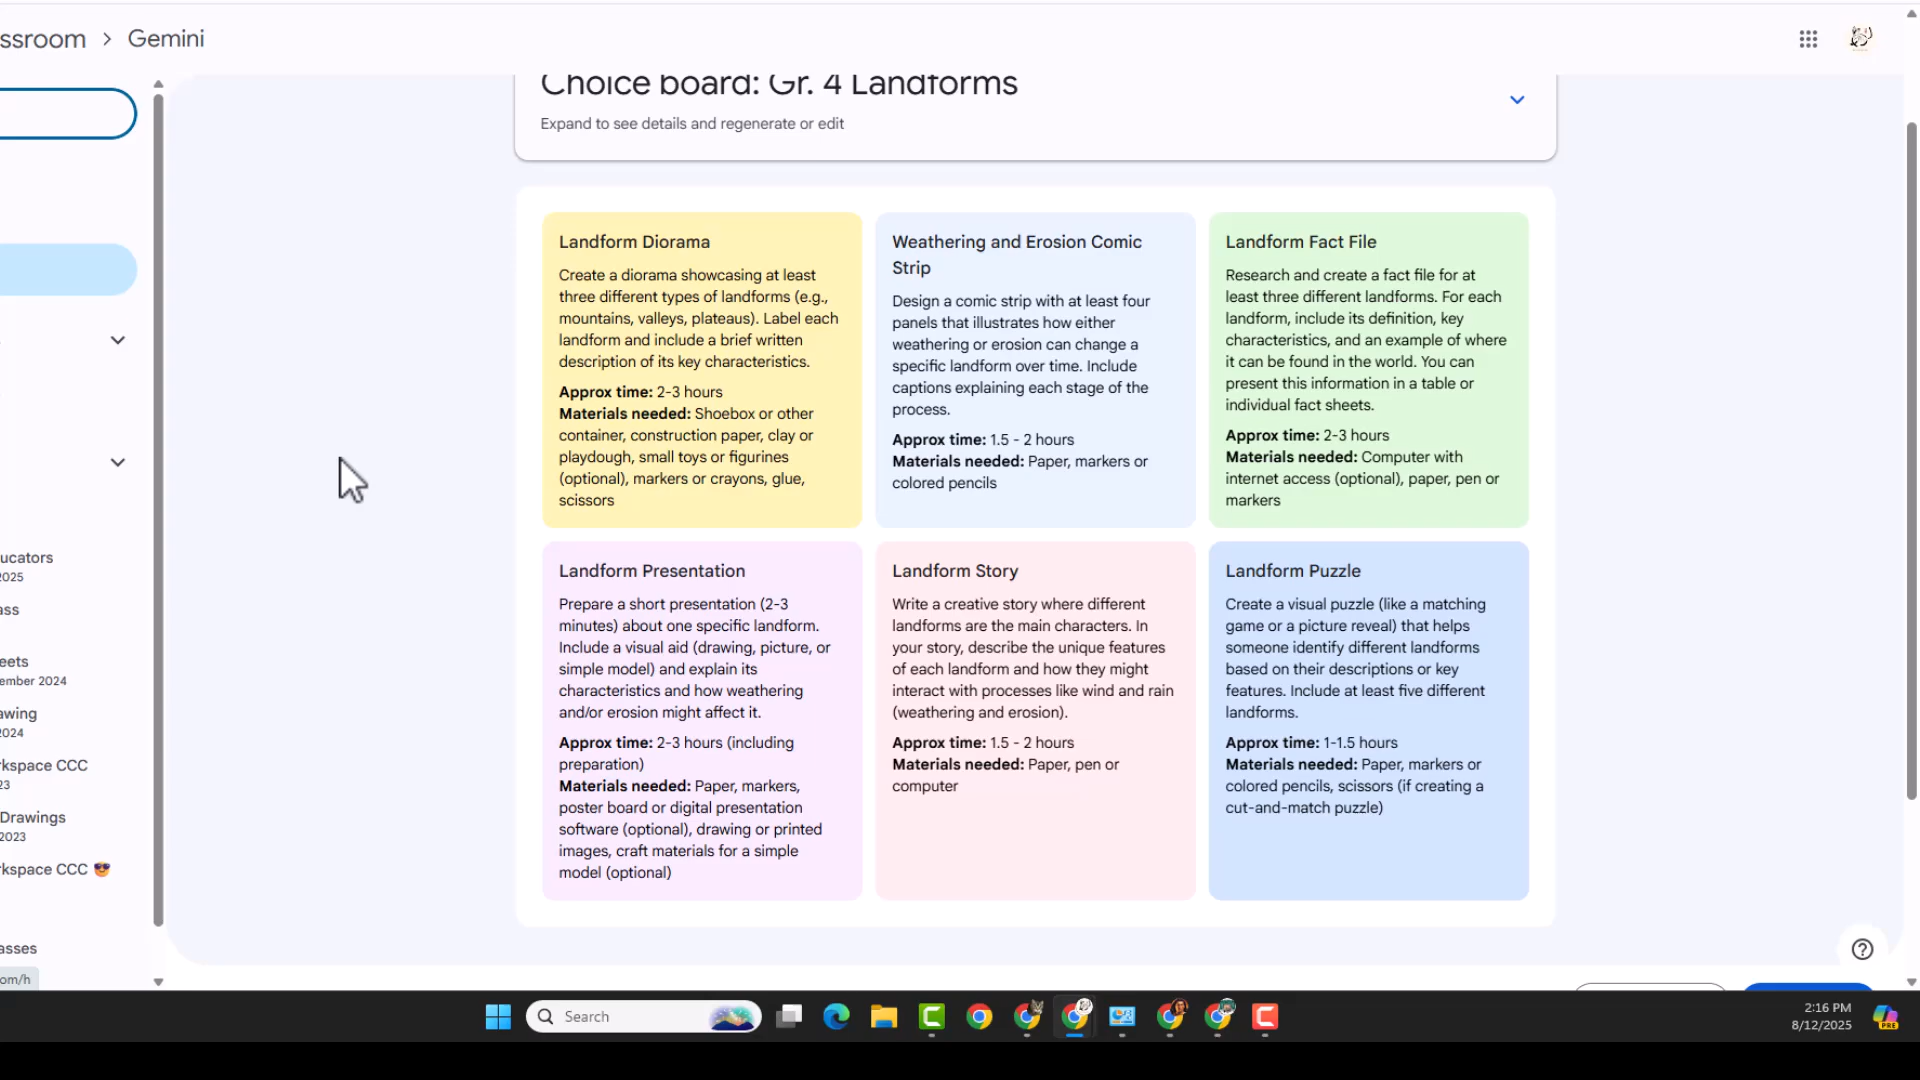 ssroom > Gemini
Choice board: Gr. 4 Landforms
Expand to see details and regenerate or edit
Landform Diorama
Create a diorama showcasing at least
three different types of landforms (e.g.,
mountains, valleys, plateaus). Label each
landform and include a brief written
description of its key characteristics.
Approx time: 2-3 hours
Materials needed: Shoebox or other
container, construction paper, clay or
playdough, small toys or figurines
(optional), markers or crayons, glue,
scissors
Weathering and Erosion Comic
Strip
Design a comic strip with at least four
panels that illustrates how either
weathering or erosion can change a
specific landform over time. Include
captions explaining each stage of the
process.
Approx time: 1.5 - 2 hours
Materials needed: Paper, markers or
colored pencils
Landform Fact File
Research and create a fact file for at
least three different landforms. For each
landform, include its definition, key
characteristics, and an example of where
it can be found in the world. You can
present this information in a table or
individual fact sheets.
Approx time: 2-3 hours
Materials needed: Computer with
internet access (optional), paper, pen or
markers
Landform Presentation
Prepare a short presentation (2-3
minutes) about one specific landform.
Include a visual aid (drawing, picture, or
simple model) and explain its
characteristics and how weathering
and/or erosion might affect it.
Approx time: 2-3 hours (including
preparation)
Materials needed: Paper, markers,
poster board or digital presentation
software (optional), drawing or printed
images, craft materials for a simple
model (optional)
Landform Story
Write a creative story where different
landforms are the main characters. In
your story, describe the unique features
of each landform and how they might
interact with processes like wind and rain
(weathering and erosion).
Approx time: 1.5 - 2 hours
Materials needed: Paper, pen or
computer
Landform Puzzle
Create a visual puzzle (like a matching
game or a picture reveal) that helps
someone identify different landforms
based on their descriptions or key
features. Include at least five different
landforms.
Approx time: 1-1.5 hours
Materials needed: Paper, markers or
colored pencils, scissors (if creating a
cut-and-match puzzle)
ucators
2025
ass
eets
ember 2024
awing
2024
rkspace CCC
23
Drawings
2023
rkspace CCC 😎
asses
om/h
Search
2:16 PM
8/12/2025
PRE